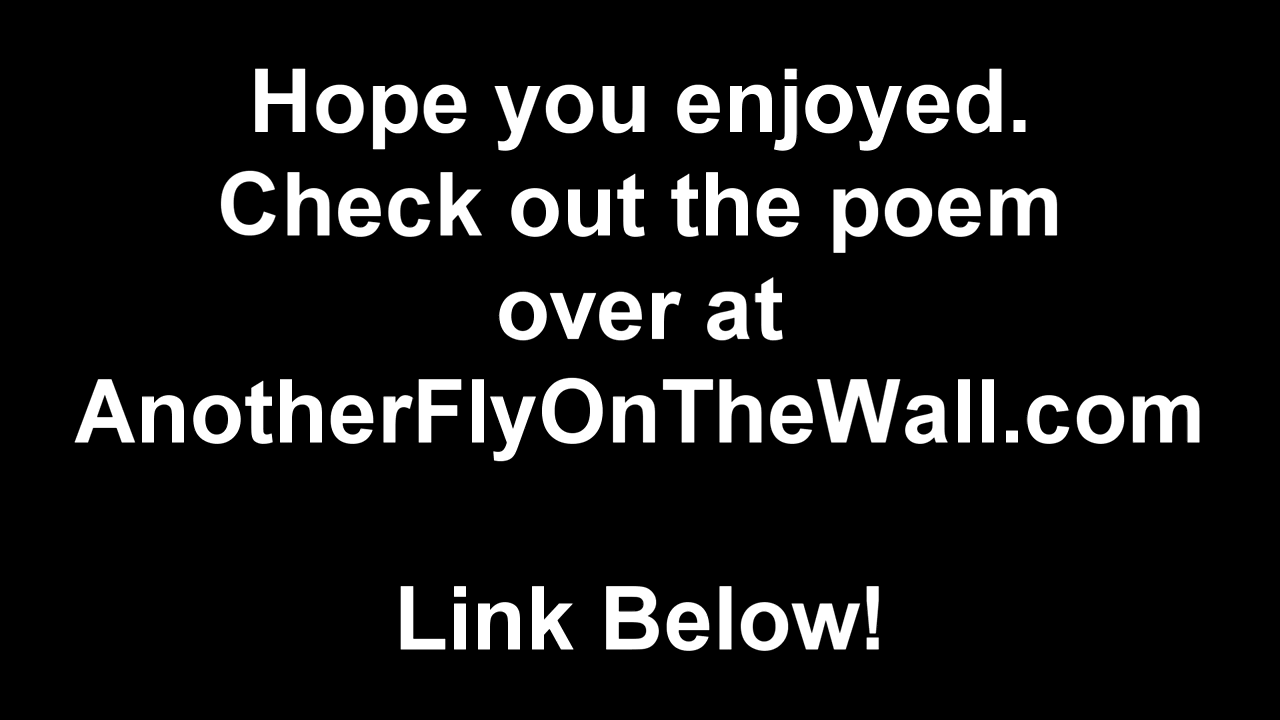 Hope you enjoyed.
Check out the poem
over at
AnotherFlyOnTheWall.com
Link Below!